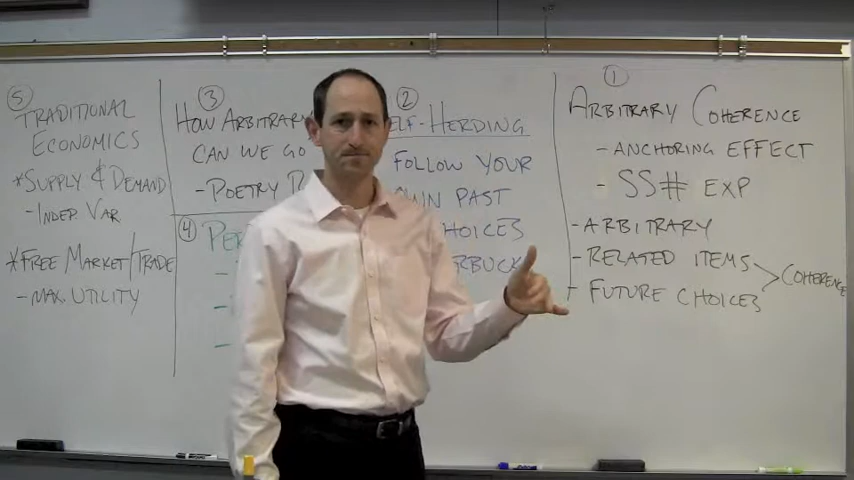 ⑤
TRADITIONAL
ECONOMICS
*SUPPLY & DEMAND
-INDEP. VAR
*FREE MARKET/TRADE
-MAX. UTILITY
③
HOW ARBITRARY
CAN WE GO
-POETRY
④
②
ELF-HERDING
FOLLOW YOUR
OWN PAST
HOICES
①
ARBITRARY COHERENCE
-ANCHORING EFFECT
-SS# EXP
-ARBITRARY
-RELATED ITEMS
-FUTURE CHOICES
COHERENCE